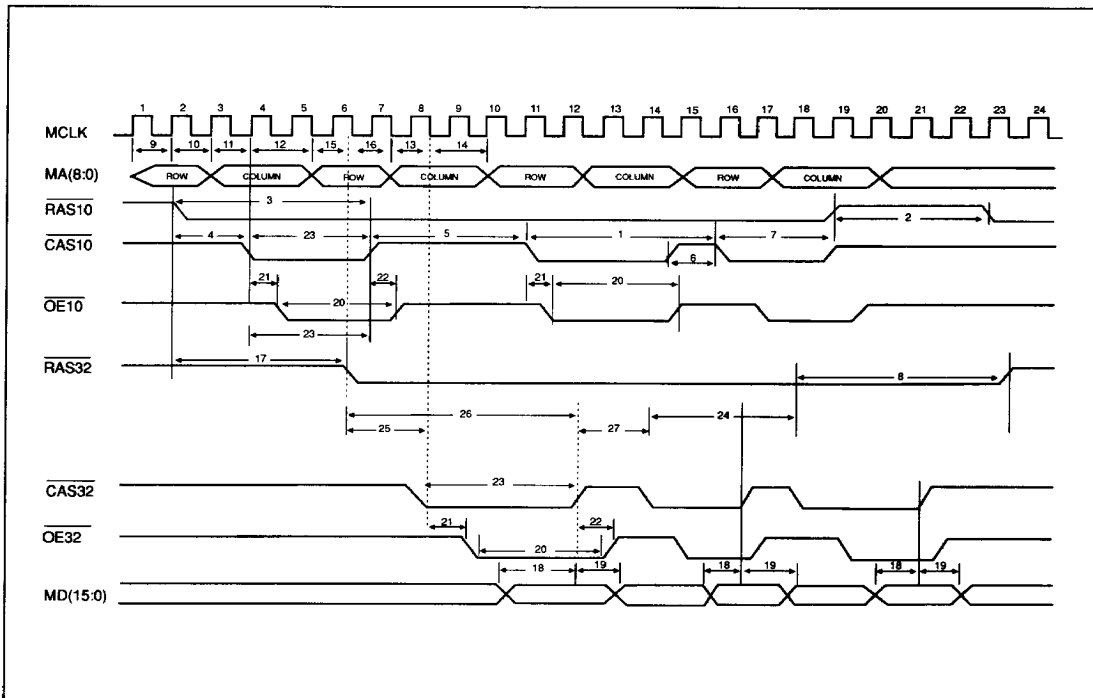 1 2 3 4 5 6 7 8 9 10 11 12 13 14 15 16 17 18 19 20 21 22 23 24
MCLK
9 10 11 12 15 16 13 14
MA(8:0) ROW COLUMN ROW COLUMN ROW COLUMN ROW COLUMN
RAS10 3 2
CAS10 4 23 5 1 6 7
21 22 21 20
OE10 20
23
RAS32 17 8
26 24
25 27
CAS32 23
21 22
OE32 20
18 19 18 19 18 19
MD(15:0)